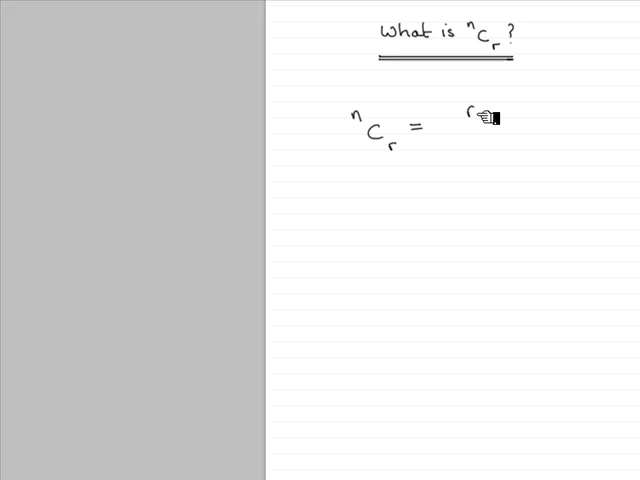 What is ⁿCᵣ?
ⁿCᵣ = r